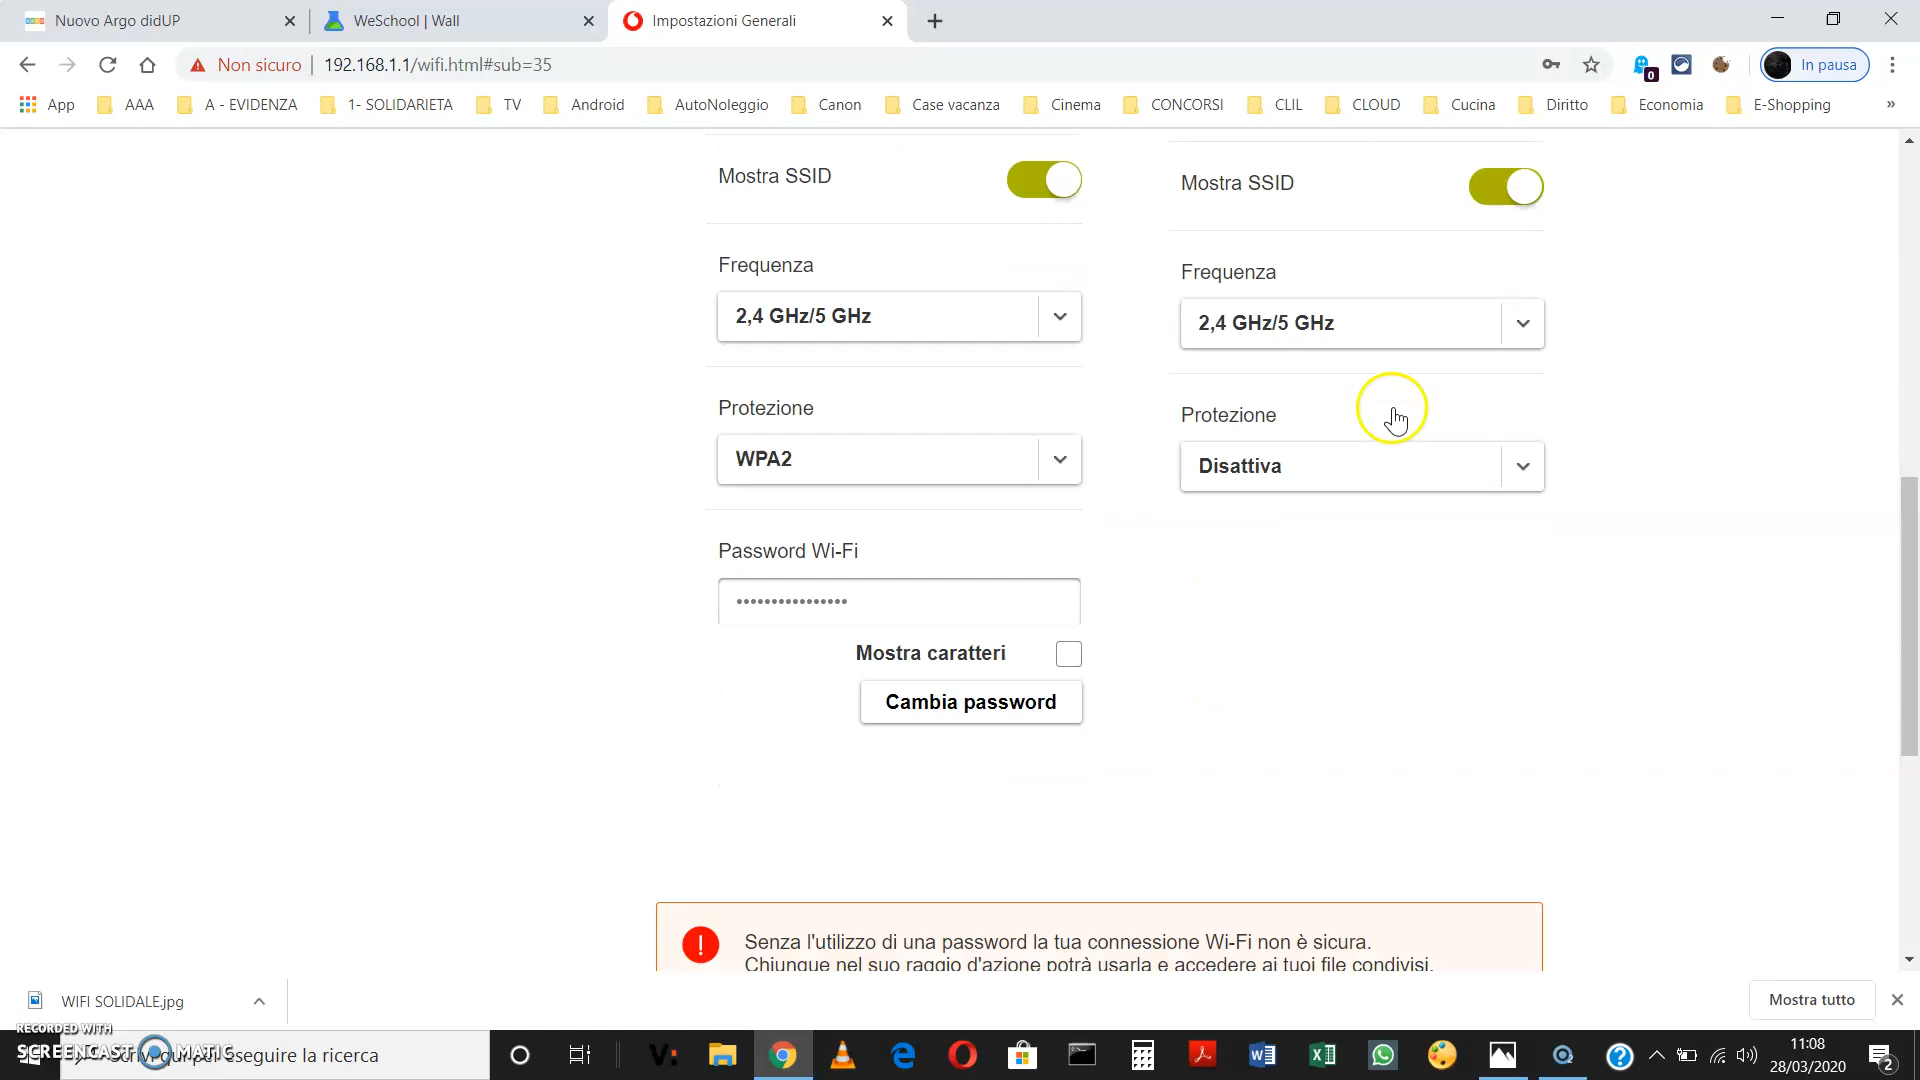 Nuovo Argo didUP
WeSchool | Wall
Impostazioni Generali
Non sicuro
192.168.1.1/wifi.html#sub=35
0
In pausa
App
AAA
A - EVIDENZA
1- SOLIDARIETA
TV
Android
AutoNoleggio
Canon
Case vacanza
Cinema
CONCORSI
CLIL
CLOUD
Cucina
Diritto
Economia
E-Shopping
»
Mostra SSID
Mostra SSID
Frequenza
Frequenza
2,4 GHz/5 GHz
2,4 GHz/5 GHz
Protezione
Protezione
WPA2
Disattiva
Password Wi-Fi
••••••••••••••••
Mostra caratteri
Cambia password
Senza l'utilizzo di una password la tua connessione Wi-Fi non è sicura.
Chiunque nel suo raggio d'azione potrà usarla e accedere ai tuoi file condivisi.
WIFI SOLIDALE.jpg
Mostra tutto
RECORDED WITH
SCREENCAST MATIC
Scrivi qui per eseguire la ricerca
11:08
28/03/2020
2